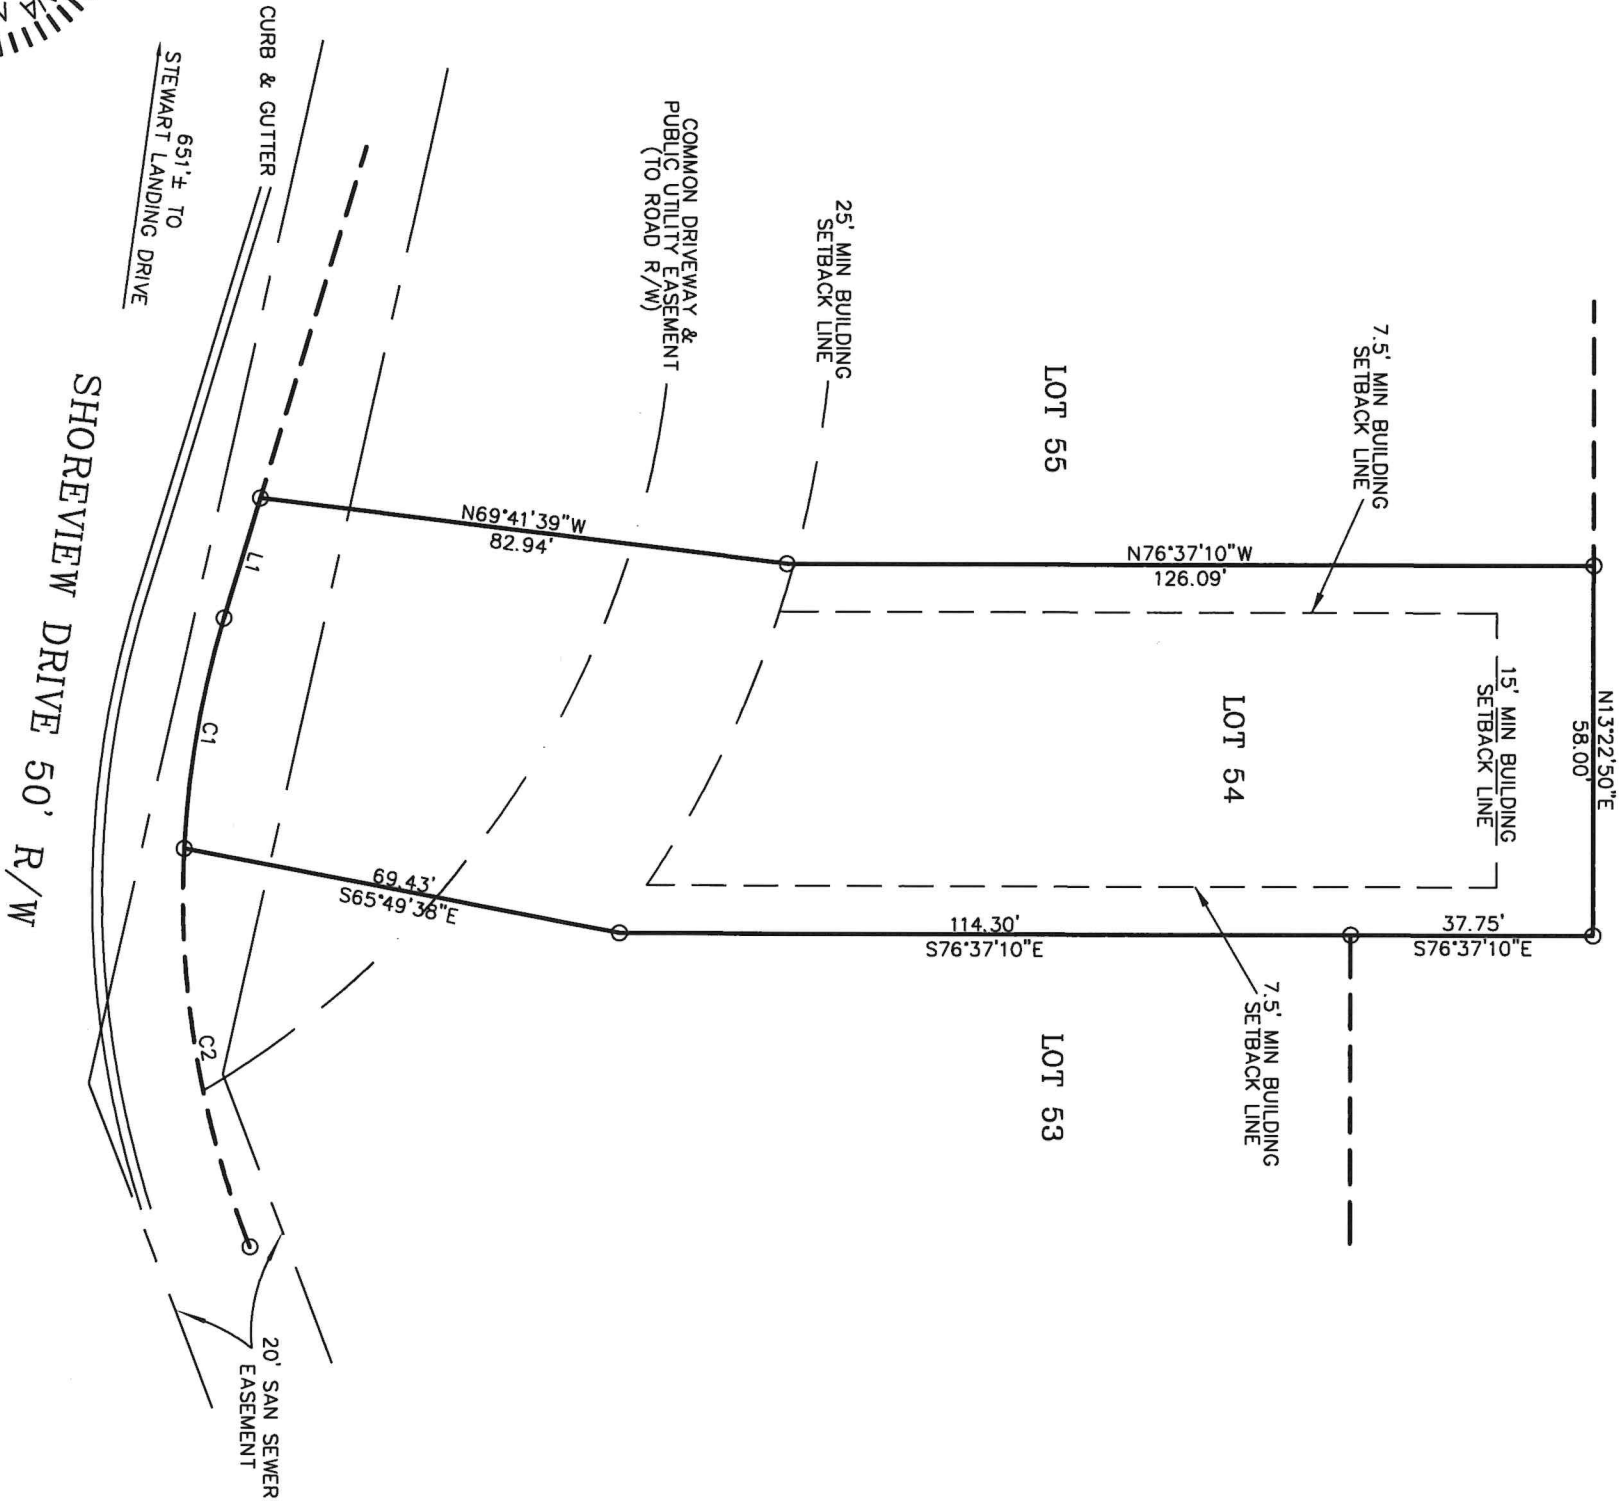 CURB & GUTTER
651'± TO
STEWART LANDING DRIVE
SHOREVIEW DRIVE 50' R/W
COMMON DRIVEWAY &
PUBLIC UTILITY EASEMENT
(TO ROAD R/W)
25' MIN BUILDING
SETBACK LINE
LOT 55
7.5' MIN BUILDING
SETBACK LINE
N69°41'39"W
82.94'
N76°37'10"W
126.09'
L1
C1
15' MIN BUILDING
SETBACK LINE
N13°22'50"E
58.00'
LOT 54
69.43'
S65°49'38"E
114.30'
S76°37'10"E
37.75'
S76°37'10"E
7.5' MIN BUILDING
SETBACK LINE
LOT 53
C2
20' SAN SEWER
EASEMENT